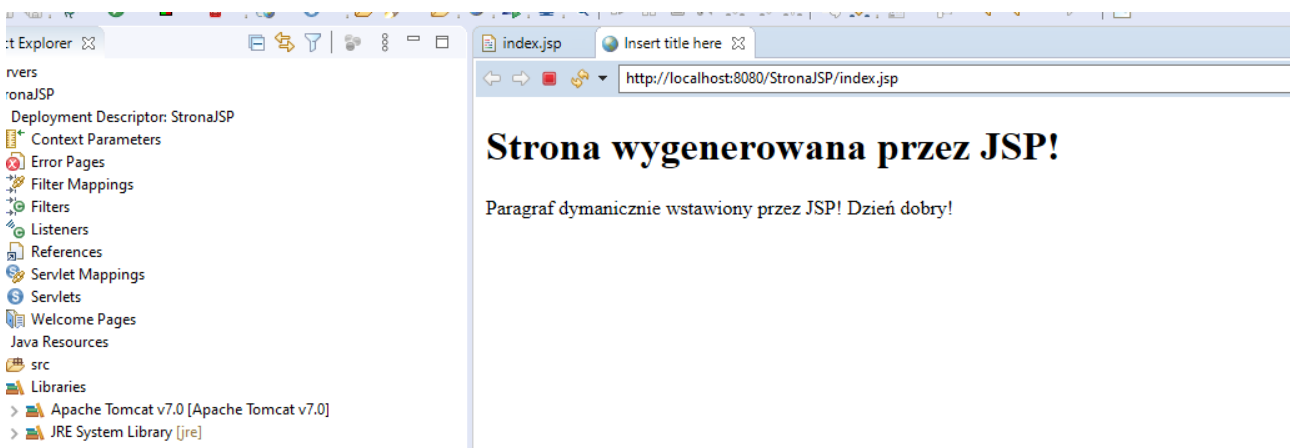 t Explorer
rvers
ronaJSP
Deployment Descriptor: StronaJSP
Context Parameters
Error Pages
Filter Mappings
Filters
Listeners
References
Servlet Mappings
Servlets
Welcome Pages
Java Resources
src
Libraries
Apache Tomcat v7.0 [Apache Tomcat v7.0]
JRE System Library [jre]
index.jsp
Insert title here
http://localhost:8080/StronaJSP/index.jsp
Strona wygenerowana przez JSP!
Paragraf dymanicznie wstawiony przez JSP! Dzień dobry!